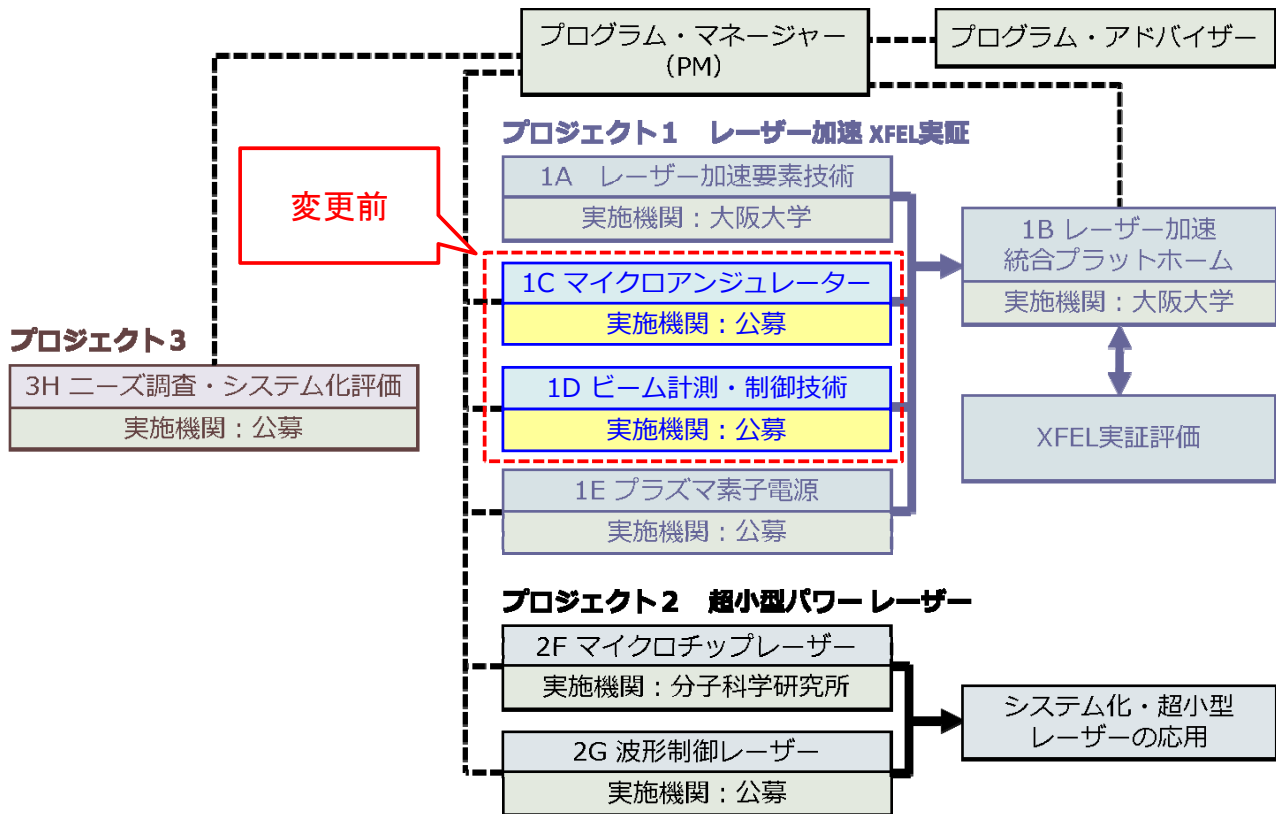 プログラム・マネージャー
（PM）
プログラム・アドバイザー
プロジェクト１　レーザー加速 XFEL実証
変更前
1A　レーザー加速要素技術
実施機関：大阪大学
1B レーザー加速
統合プラットホーム
実施機関：大阪大学
1C マイクロアンジュレーター
実施機関：公募
プロジェクト３
3H ニーズ調査・システム化評価
実施機関：公募
1D ビーム計測・制御技術
実施機関：公募
XFEL実証評価
1E プラズマ素子電源
実施機関：公募
プロジェクト２　超小型パワー レーザー
2F マイクロチップレーザー
実施機関：分子科学研究所
システム化・超小型
レーザーの応用
2G 波形制御レーザー
実施機関：公募